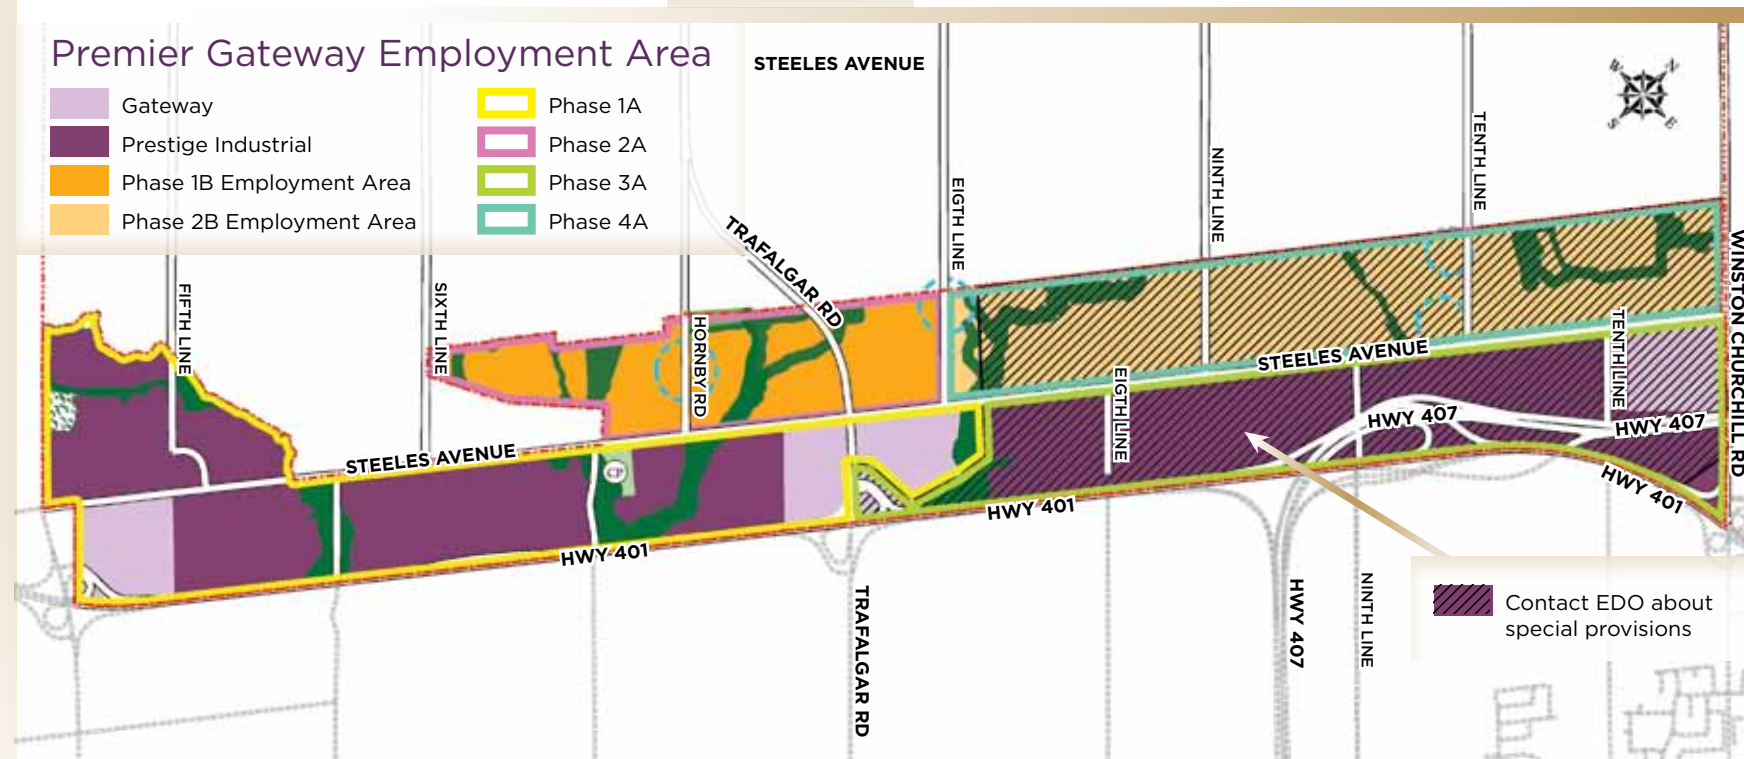 Premier Gateway Employment Area
Gateway
Prestige Industrial
Phase 1B Employment Area
Phase 2B Employment Area
Phase 1A
Phase 2A
Phase 3A
Phase 4A
STEELES AVENUE
W
N
S
E
FIFTH LINE
SIXTH LINE
HORNBY RD
TRAFALGAR RD
EIGTH LINE
NINTH LINE
TENTH LINE
WINSTON CHURCHILL RD
STEELES AVENUE
STEELES AVENUE
EIGTH LINE
TENTH LINE
HWY 407
HWY 407
CP
HWY 401
HWY 401
HWY 401
TRAFALGAR RD
HWY 407
NINTH LINE
Contact EDO about
special provisions